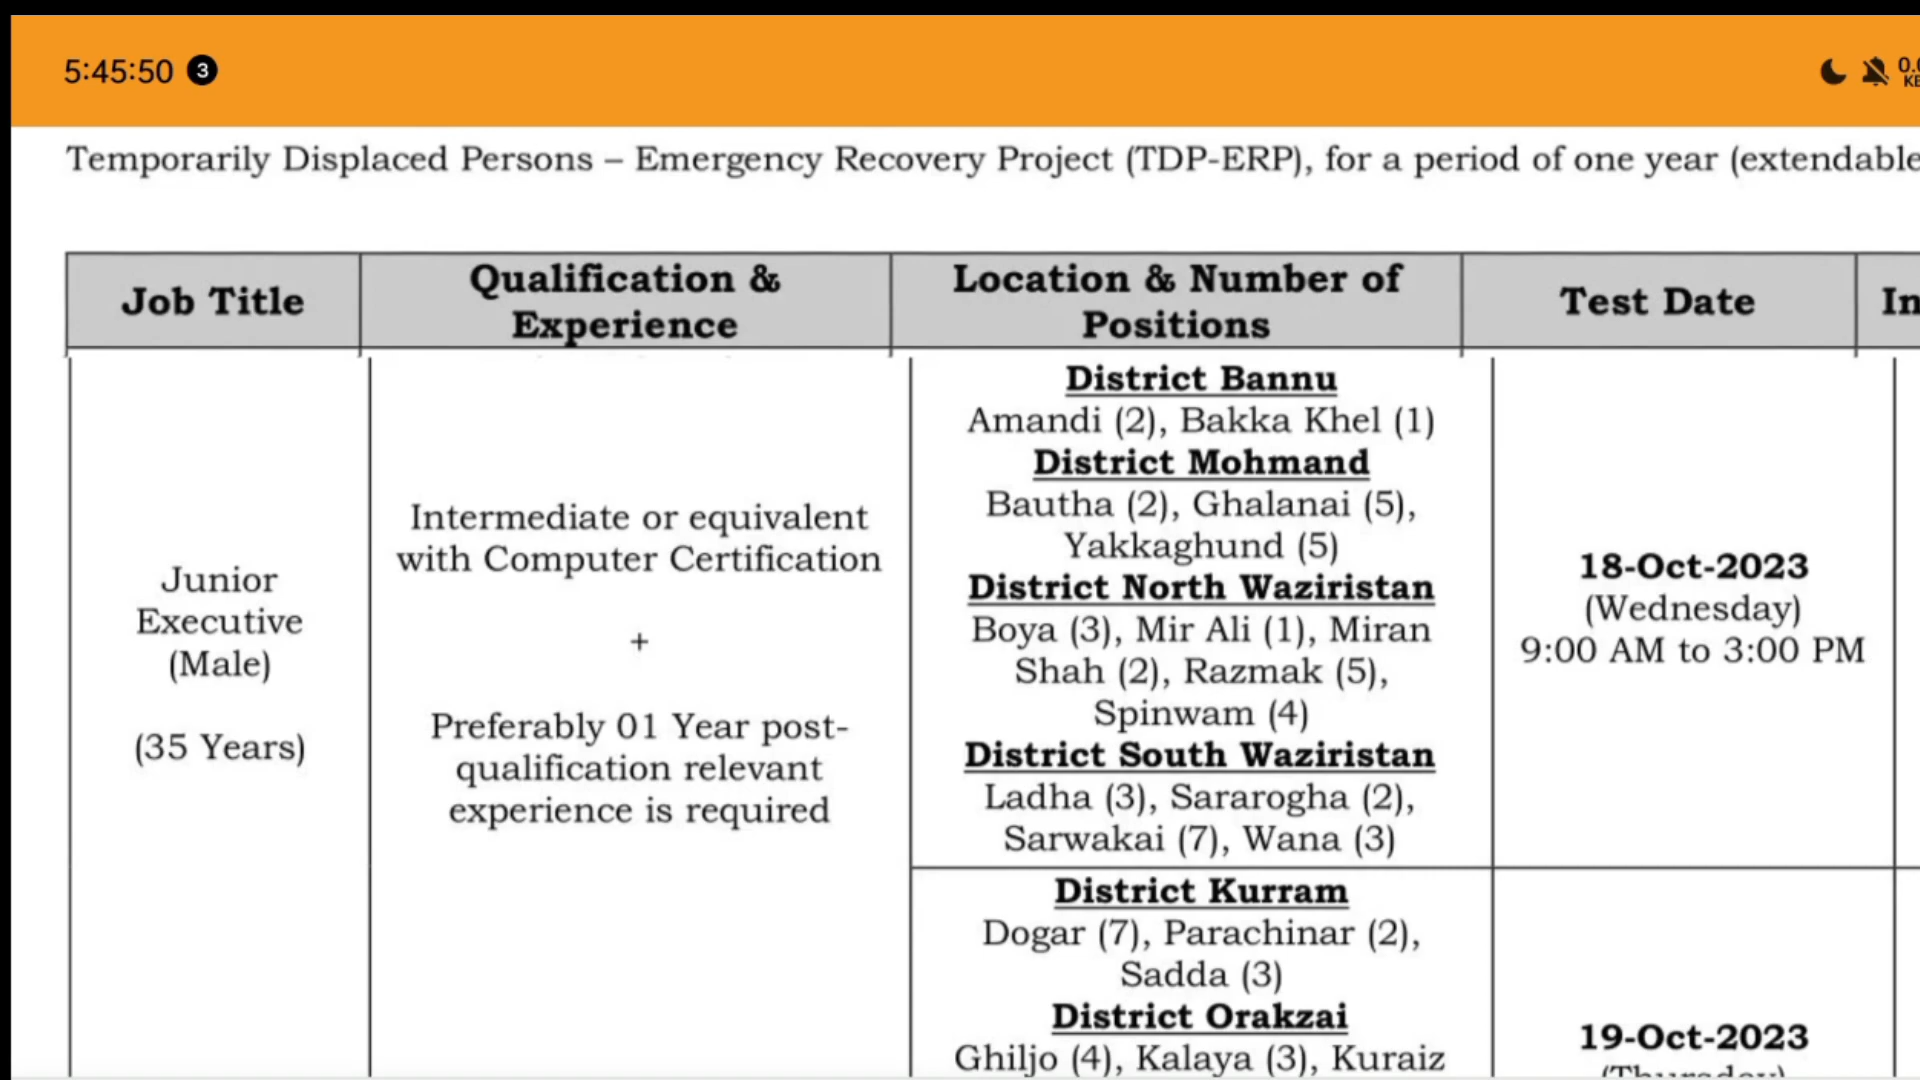 5:45:50 3
Temporarily Displaced Persons – Emergency Recovery Project (TDP-ERP), for a period of one year (extendable
Job Title
Qualification &
Experience
Location & Number of
Positions
Test Date
Junior
Executive
(Male)
(35 Years)
Intermediate or equivalent
with Computer Certification
+
Preferably 01 Year post-
qualification relevant
experience is required
District Bannu
Amandi (2), Bakka Khel (1)
District Mohmand
Bautha (2), Ghalanai (5),
Yakkaghund (5)
District North Waziristan
Boya (3), Mir Ali (1), Miran
Shah (2), Razmak (5),
Spinwam (4)
District South Waziristan
Ladha (3), Sararogha (2),
Sarwakai (7), Wana (3)
18-Oct-2023
(Wednesday)
9:00 AM to 3:00 PM
District Kurram
Dogar (7), Parachinar (2),
Sadda (3)
District Orakzai
Ghiljo (4), Kalaya (3), Kuraiz
19-Oct-2023
(Thursday)